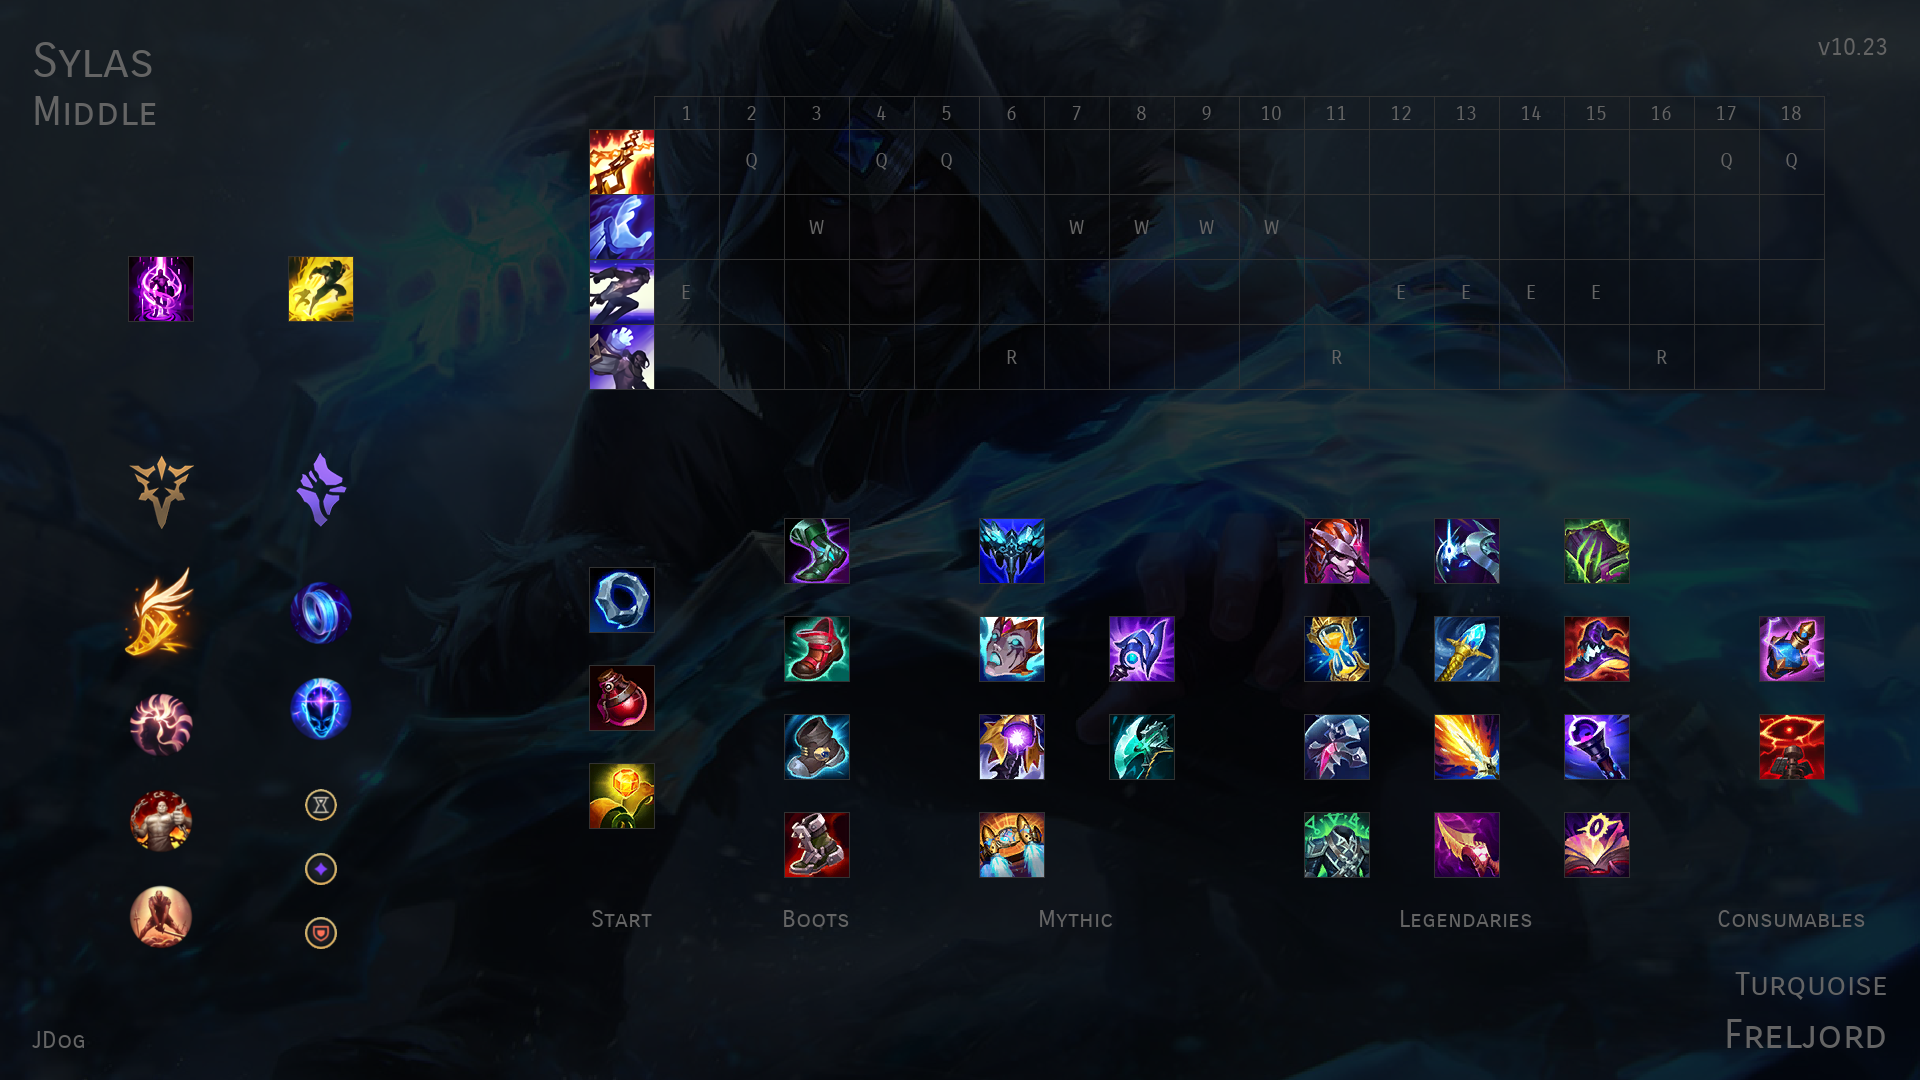 Sylas
Middle
v10.23
1 2 3 4 5 6 7 8 9 10 11 12 13 14 15 16 17 18
Q Q Q Q Q
W W W W W
E E E E E
R R R
Start Boots Mythic Legendaries Consumables
Turquoise
Freljord
JDog